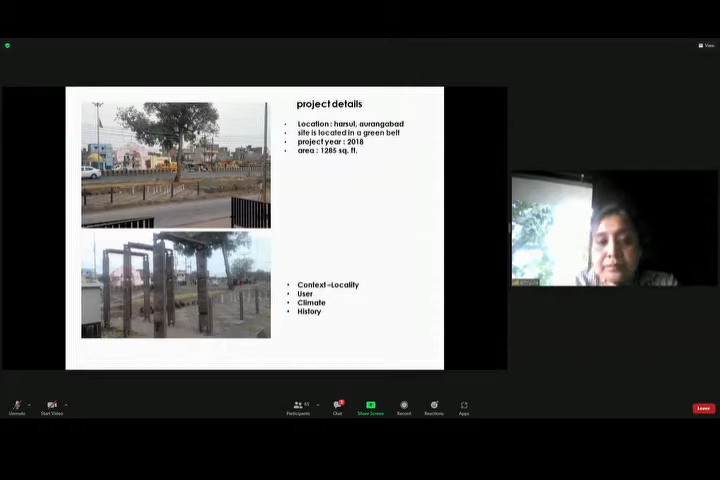 View
project details
Location : harsul, aurangabad
site is located in a green belt
project year : 2018
area : 1285 sq. ft.
Context –Locality
User
Climate
History
Unmute
Start Video
Participants
65
Chat
Share Screen
Record
Reactions
Apps
Leave